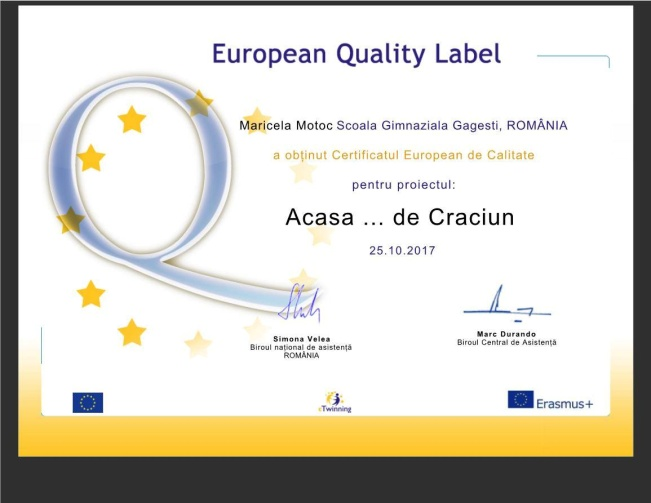 European Quality Label
Maricela Motoc Scoala Gimnaziala Gagesti, ROMÂNIA
a obținut Certificatul European de Calitate
pentru proiectul:
Acasa ... de Craciun
25.10.2017
Simona Velea
Biroul național de asistență
ROMÂNIA
Marc Durando
Biroul Central de Asistență
eTwinning
Erasmus+